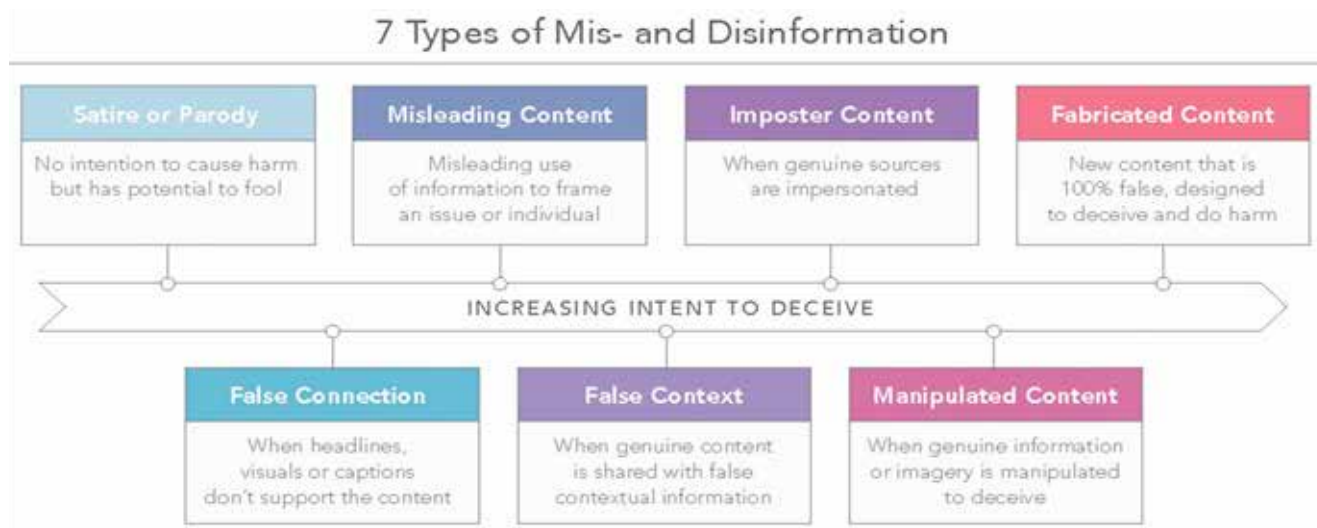 7 Types of Mis- and Disinformation
Satire or Parody
No intention to cause harm
but has potential to fool
Misleading Content
Misleading use
of information to frame
an issue or individual
Imposter Content
When genuine sources
are impersonated
Fabricated Content
New content that is
100% false, designed
to deceive and do harm
INCREASING INTENT TO DECEIVE
False Connection
When headlines,
visuals or captions
don't support the content
False Context
When genuine content
is shared with false
contextual information
Manipulated Content
When genuine information
or imagery is manipulated
to deceive